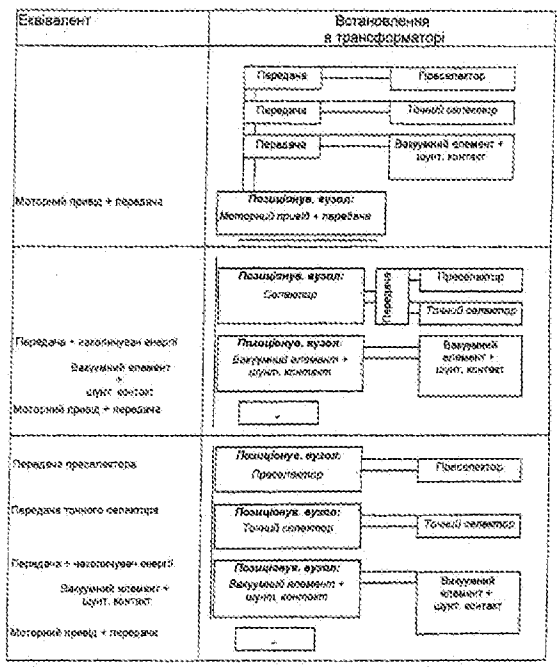 Еквівалент
Встановлення
в трансформаторі
Передача
Преселектор
Передача
Точний селектор
Передача
Вакуумний елемент +
шунт. контакт
Моторний привід + передача
Позиціонув. вузол:
Моторний привід + передача
Позиціонув. вузол:
Селектор
Передача
Преселектор
Точний селектор
Передача + накопичувач енергії
Вакуумний елемент
+
шунт. контакт
Моторний привід + передача
Позиціонув. вузол:
Вакуумний елемент +
шунт. контакт
Вакуумний
елемент +
шунт. контакт
Передача преселектора
Позиціонув. вузол:
Преселектор
Преселектор
Передача точного селектора
Позиціонув. вузол:
Точний селектор
Точний селектор
Передача + накопичувач енергії
Вакуумний елемент +
шунт. контакт
Позиціонув. вузол:
Вакуумний елемент +
шунт. контакт
Вакуумний
елемент +
шунт. контакт
Моторний привід + передача